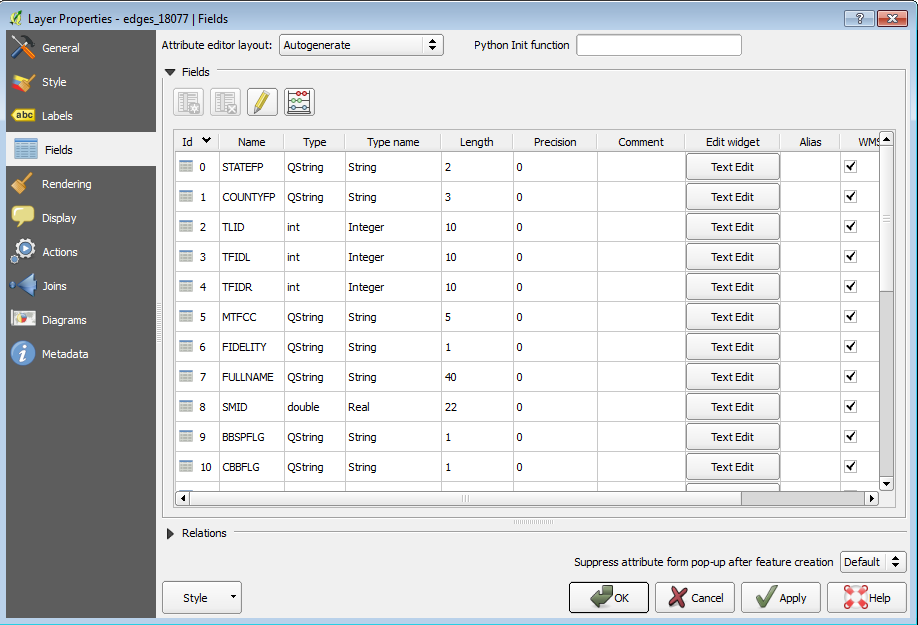 Layer Properties - edges_18077 | Fields
?
General
Style
abc Labels
Fields
Rendering
Display
Actions
Joins
Diagrams
i Metadata
Attribute editor layout: Autogenerate Python Init function
Fields
Id Name Type Type name Length Precision Comment Edit widget Alias WMS
0 STATEFP QString String 2 0 Text Edit
1 COUNTYFP QString String 3 0 Text Edit
2 TLID int Integer 10 0 Text Edit
3 TFIDL int Integer 10 0 Text Edit
4 TFIDR int Integer 10 0 Text Edit
5 MTFCC QString String 5 0 Text Edit
6 FIDELITY QString String 1 0 Text Edit
7 FULLNAME QString String 40 0 Text Edit
8 SMID double Real 22 0 Text Edit
9 BBSPFLG QString String 1 0 Text Edit
10 CBBFLG QString String 1 0 Text Edit
Relations
Suppress attribute form pop-up after feature creation Default
Style OK Cancel Apply Help